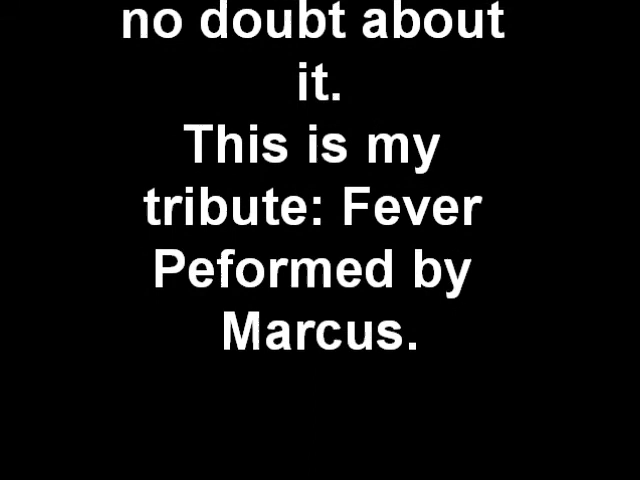 no doubt about
it.
This is my
tribute: Fever
Peformed by
Marcus.